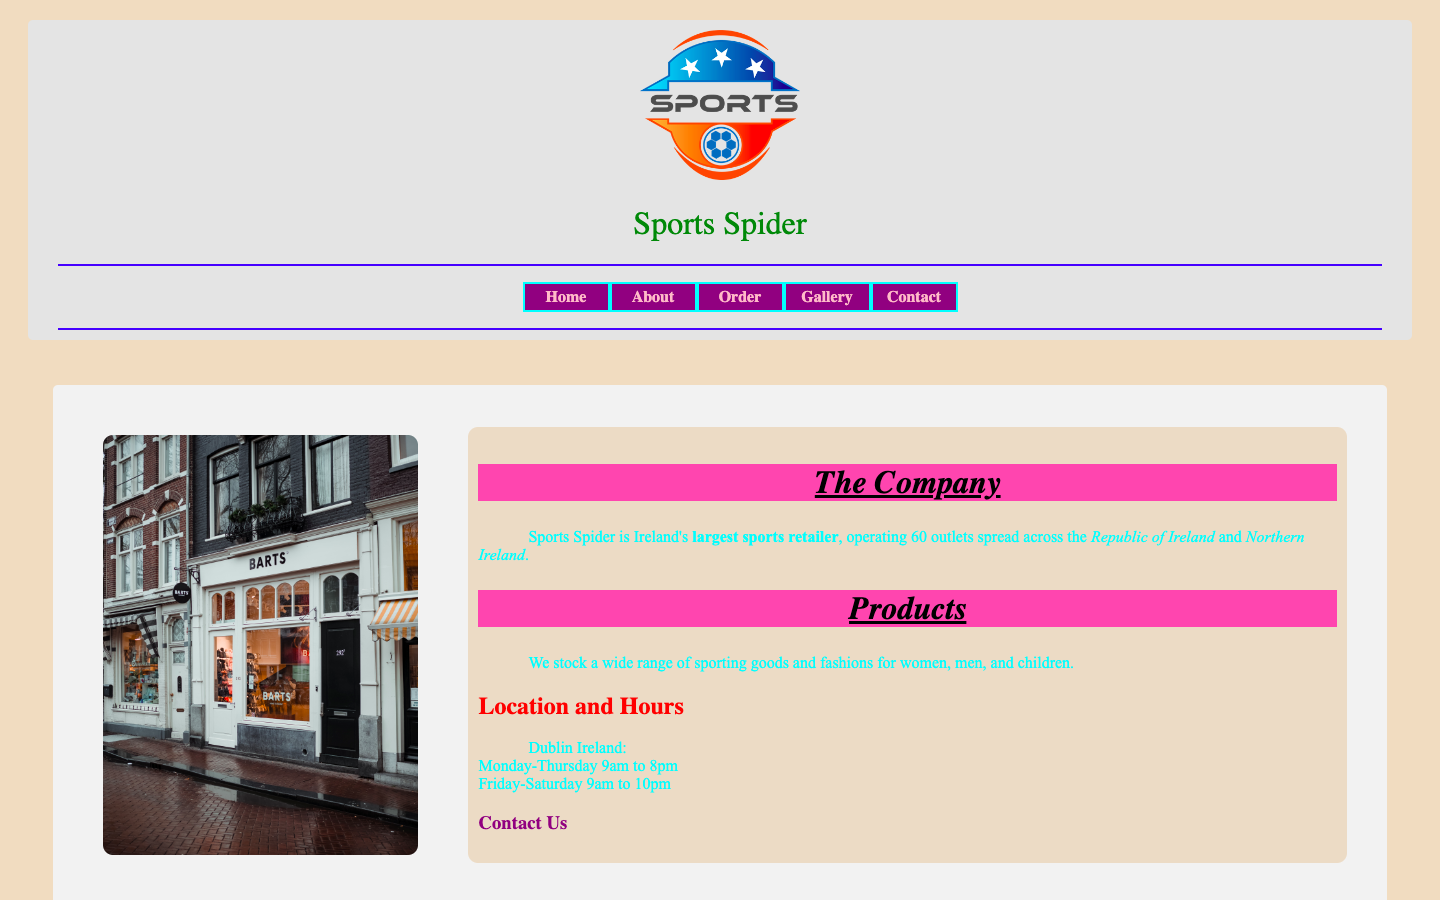 SPORTS
Sports Spider
Home
About
Order
Gallery
Contact
BARTS
BARTS
BARTS
The Company
Sports Spider is Ireland's largest sports retailer, operating 60 outlets spread across the Republic of Ireland and Northern
Ireland.
Products
We stock a wide range of sporting goods and fashions for women, men, and children.
Location and Hours
Dublin Ireland:
Monday-Thursday 9am to 8pm
Friday-Saturday 9am to 10pm
Contact Us